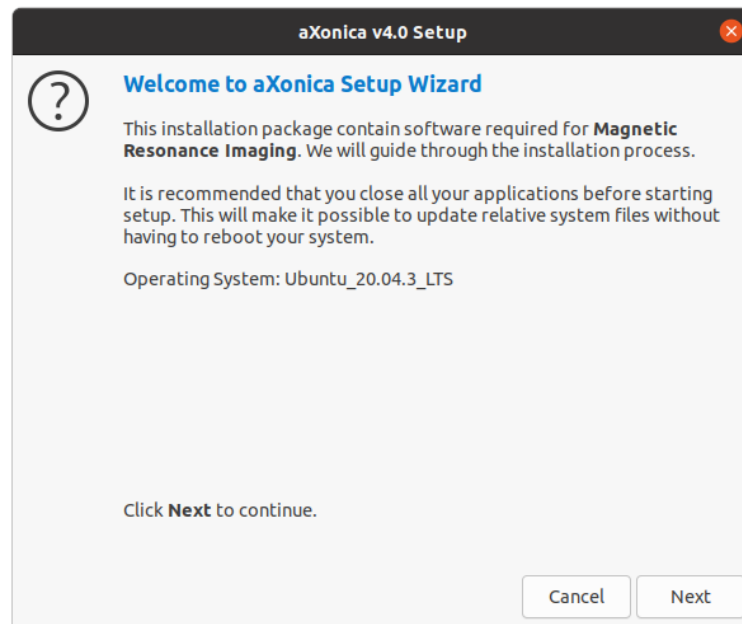 aXonica v4.0 Setup
?
Welcome to aXonica Setup Wizard
This installation package contain software required for Magnetic
Resonance Imaging. We will guide through the installation process.
It is recommended that you close all your applications before starting
setup. This will make it possible to update relative system files without
having to reboot your system.
Operating System: Ubuntu_20.04.3_LTS
Click Next to continue.
Cancel Next